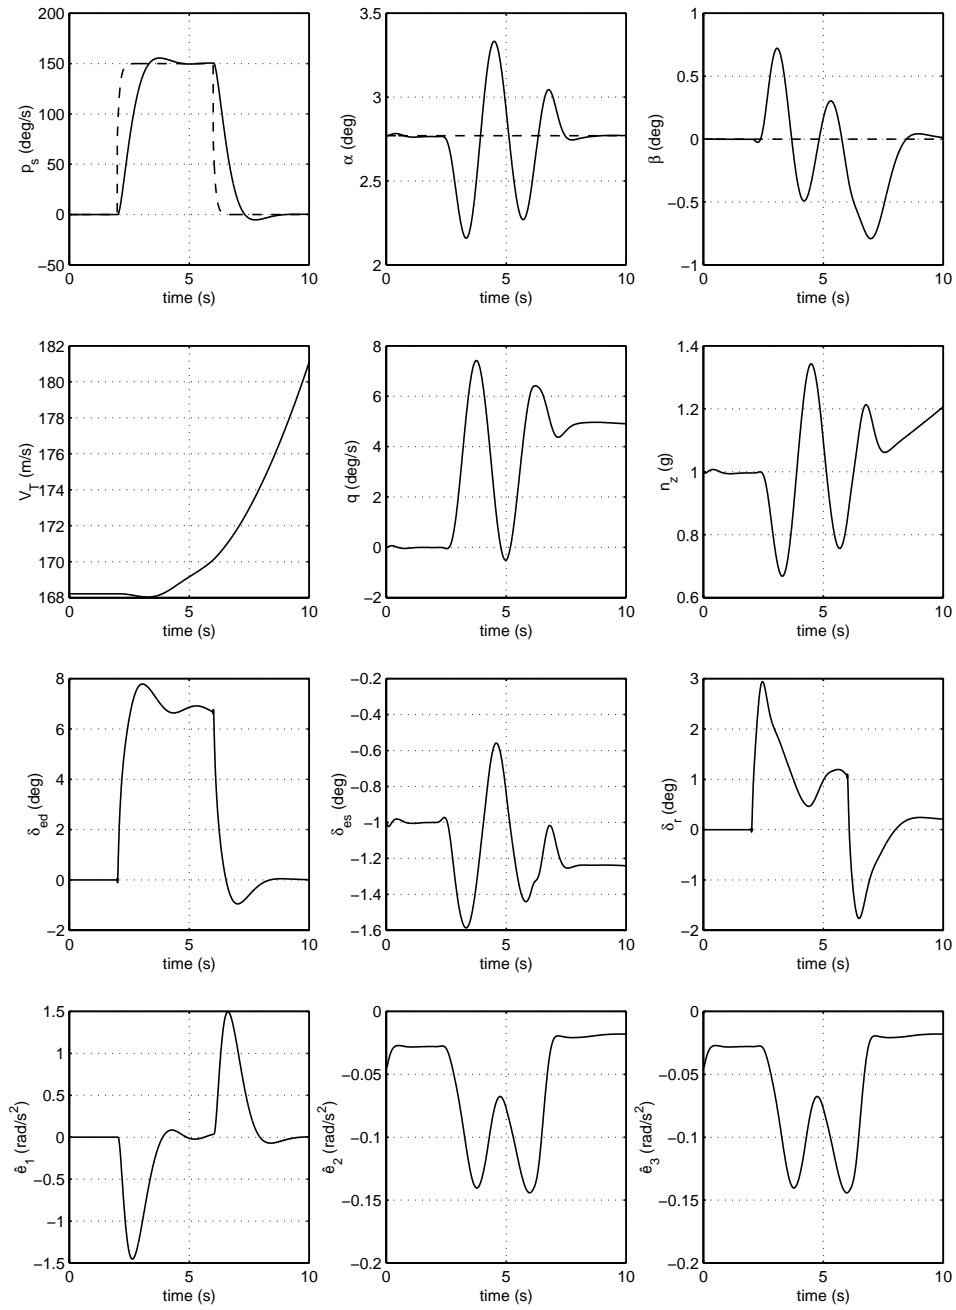 200
150
100
50
0
−50
0 5 10
time (s)
p_s (deg/s)
3.5
3
2.5
2
0 5 10
time (s)
α (deg)
1
0.5
0
−0.5
−1
0 5 10
time (s)
β (deg)
182
180
178
176
174
172
170
168
0 5 10
time (s)
V_T (m/s)
8
6
4
2
0
−2
0 5 10
time (s)
q (deg/s)
1.4
1.2
1
0.8
0.6
0 5 10
time (s)
n_z (g)
8
6
4
2
0
−2
0 5 10
time (s)
δ_ed (deg)
−0.2
−0.4
−0.6
−0.8
−1
−1.2
−1.4
−1.6
0 5 10
time (s)
δ_es (deg)
3
2
1
0
−1
−2
0 5 10
time (s)
δ_r (deg)
1.5
1
0.5
0
−0.5
−1
−1.5
0 5 10
time (s)
ê_1 (rad/s²)
0
−0.05
−0.1
−0.15
−0.2
0 5 10
time (s)
ê_2 (rad/s²)
0
−0.05
−0.1
−0.15
−0.2
0 5 10
time (s)
ê_3 (rad/s²)